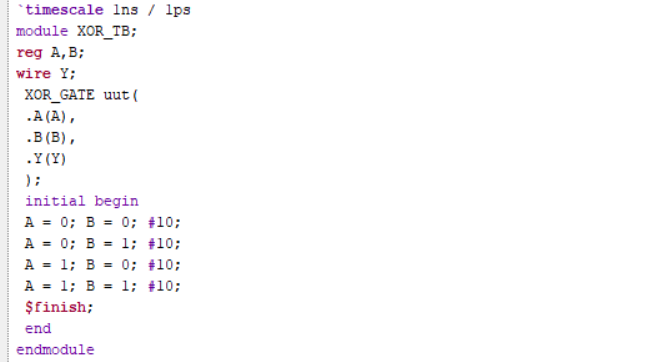 `timescale 1ns / 1ps
module XOR_TB;
reg A,B;
wire Y;
XOR_GATE uut(
.A(A),
.B(B),
.Y(Y)
);
initial begin
A = 0; B = 0; #10;
A = 0; B = 1; #10;
A = 1; B = 0; #10;
A = 1; B = 1; #10;
$finish;
end
endmodule